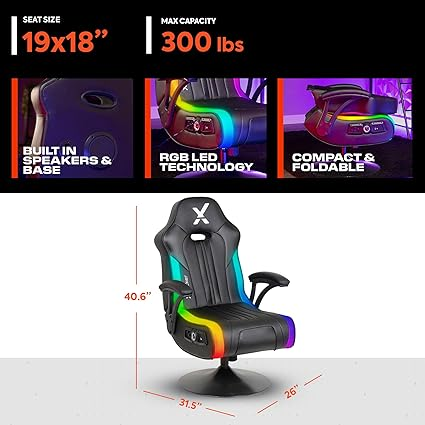 SEAT SIZE
19x18”
MAX CAPACITY
300 lbs
BUILT IN
SPEAKERS &
BASE
RGB LED
TECHNOLOGY
COMPACT &
FOLDABLE
X
40.6”
31.5”
26”